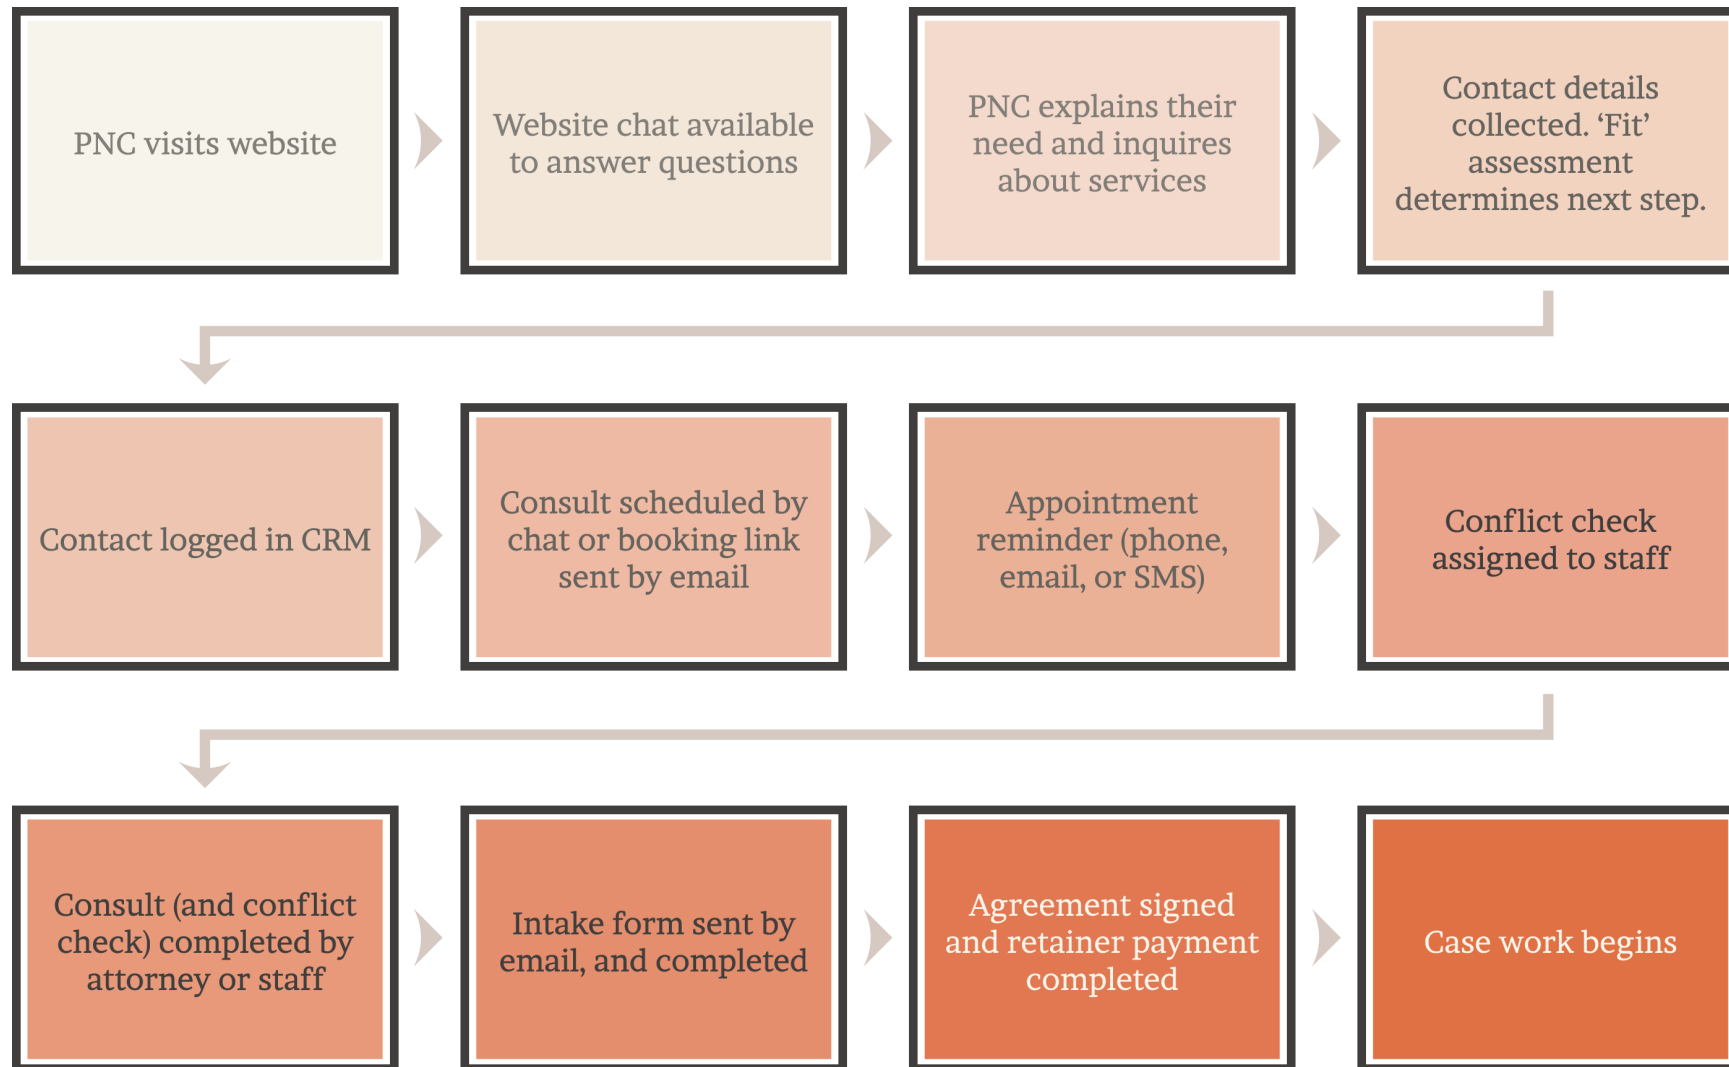 PNC visits website
Website chat available
to answer questions
PNC explains their
need and inquires
about services
Contact details
collected. ‘Fit’
assessment
determines next step.
Contact logged in CRM
Consult scheduled by
chat or booking link
sent by email
Appointment
reminder (phone,
email, or SMS)
Conflict check
assigned to staff
Consult (and conflict
check) completed by
attorney or staff
Intake form sent by
email, and completed
Agreement signed
and retainer payment
completed
Case work begins